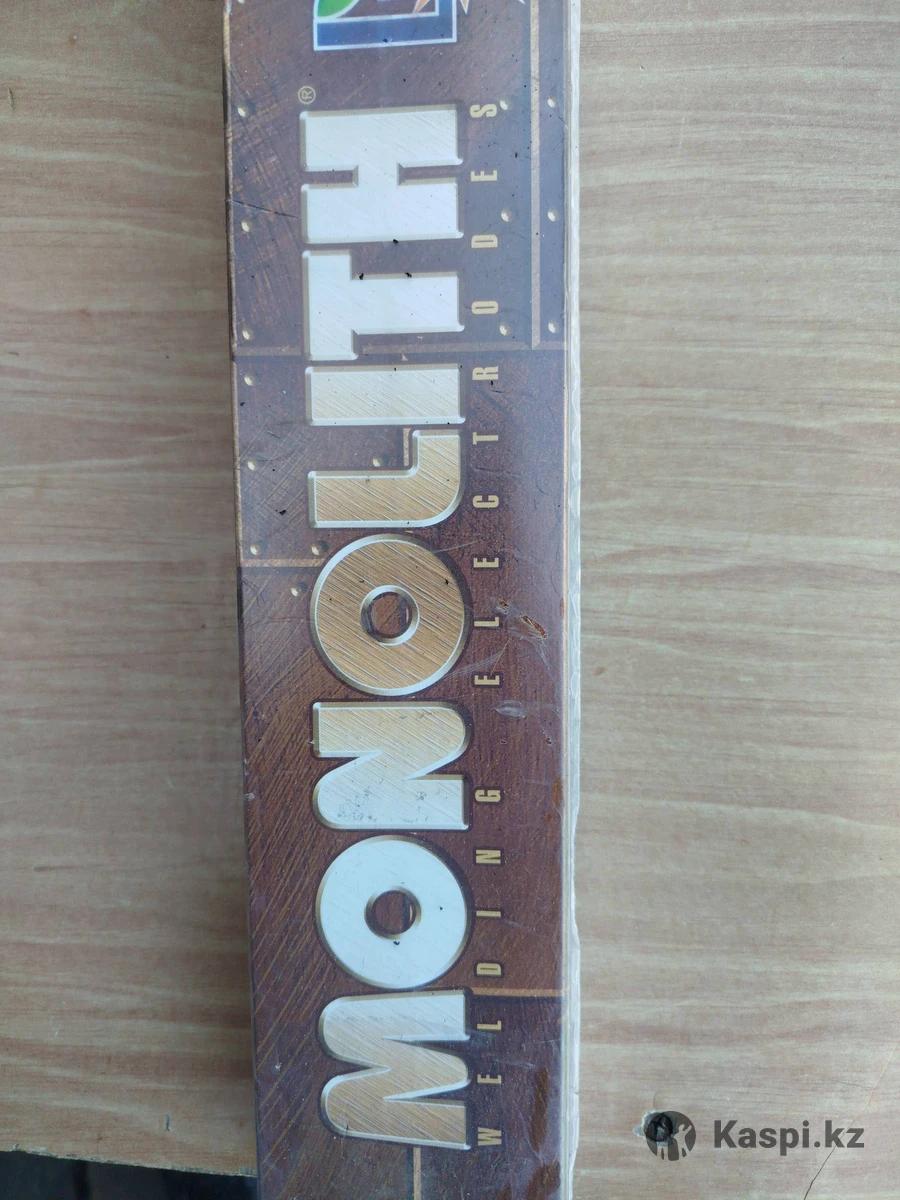 MONOLITH®
WELDING ELECTRODES
Kaspi.kz